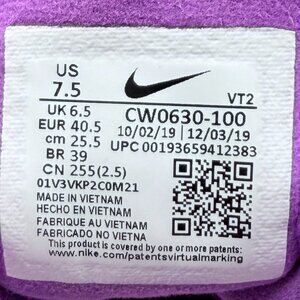 US
7.5
VT2
UK 6.5
EUR 40.5
cm 25.5
BR 39
CN 255(2.5)
CW0630-100
10/02/19 | 12/03/19
UPC 00193659412383
01V3VKP2C0M21
MADE IN VIETNAM
HECHO EN VIETNAM
FABRIQUE AU VIETNAM
FABRICADO NO VIETNA
This product is covered by one or more patents:
www.nike.com/patentsvirtualmarking